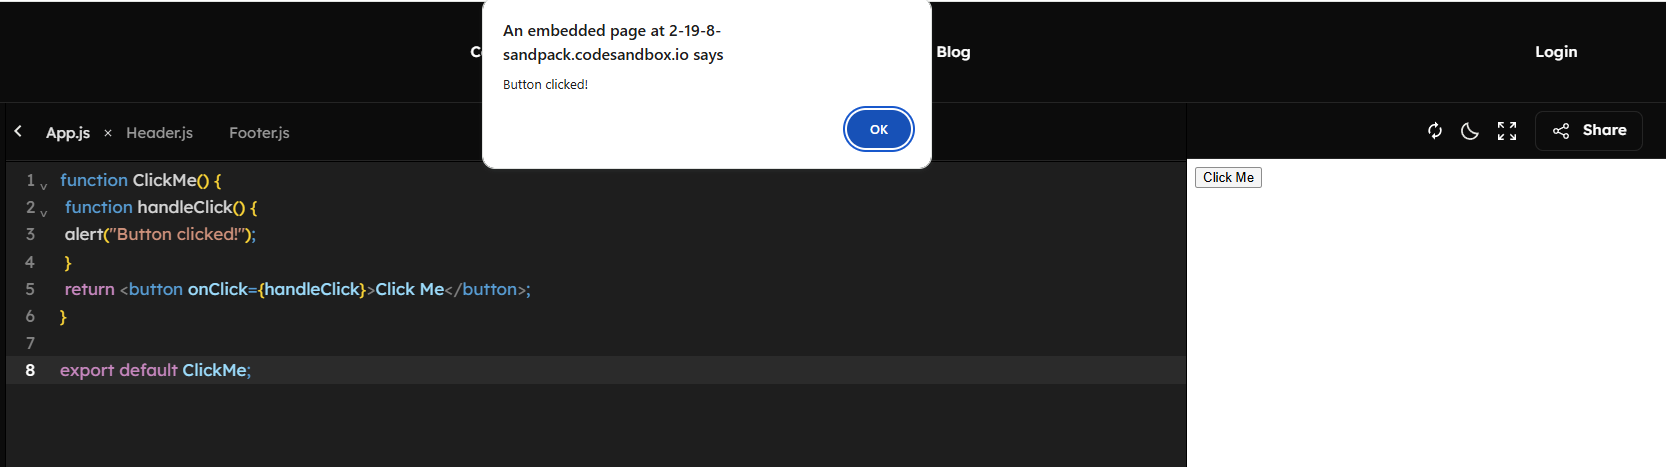 An embedded page at 2-19-8-
sandpack.codesandbox.io says
Button clicked!
OK
Blog
Login
App.js × Header.js Footer.js
Share
1 function ClickMe() {
2 function handleClick() {
3 alert("Button clicked!");
4 }
5 return <button onClick={handleClick}>Click Me</button>;
6 }
7
8 export default ClickMe;
Click Me